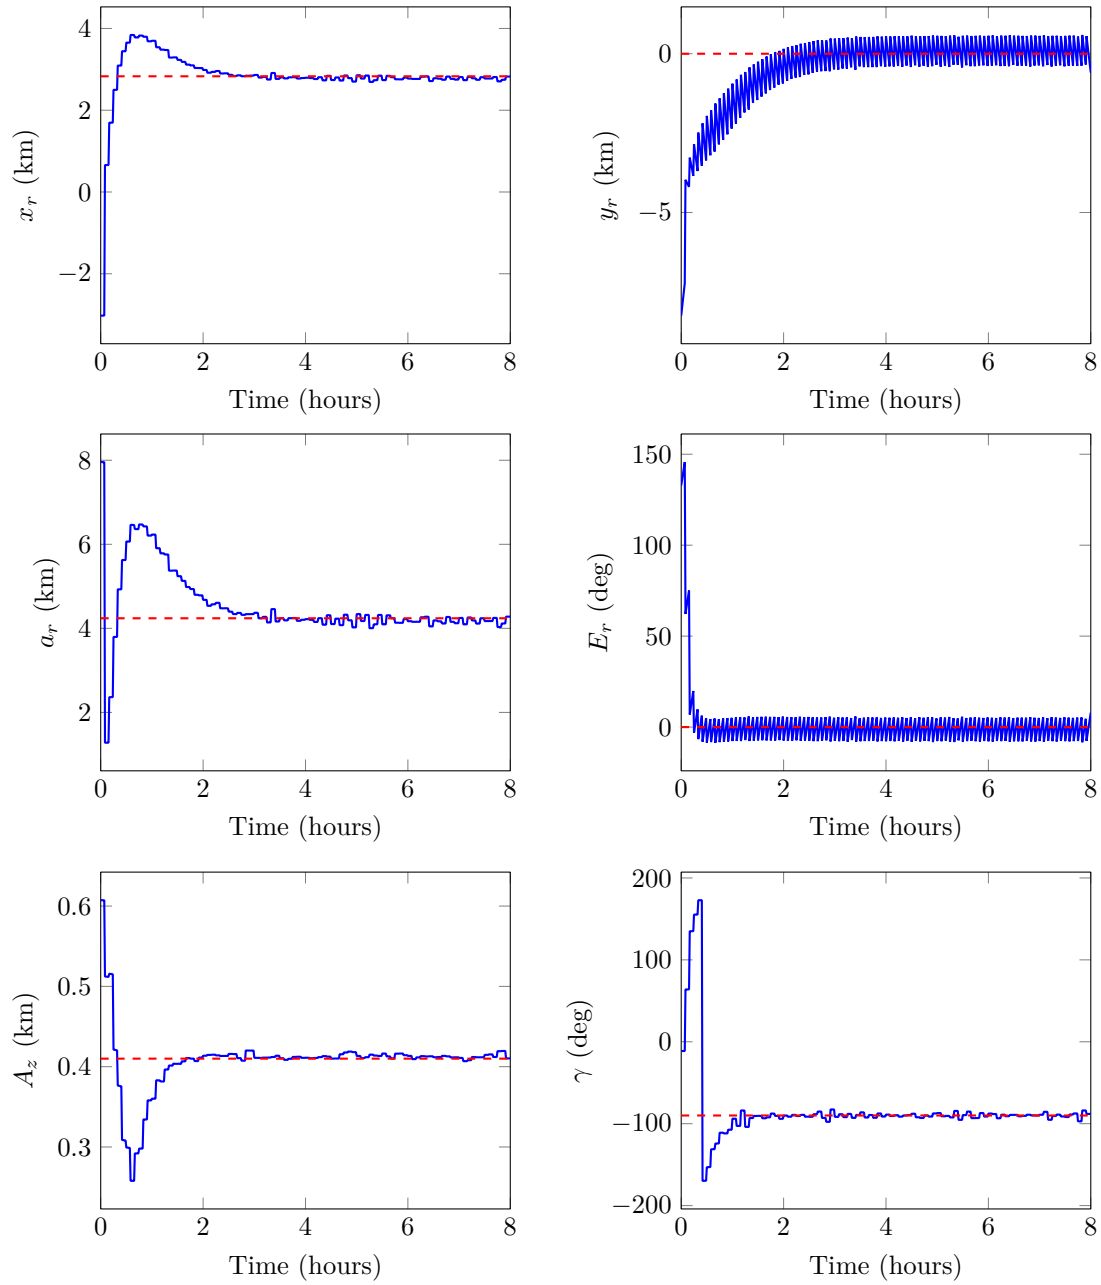 4
2
0
−2
x_r (km)
0 2 4 6 8
Time (hours)
0
−5
y_r (km)
0 2 4 6 8
Time (hours)
8
6
4
2
a_r (km)
0 2 4 6 8
Time (hours)
150
100
50
0
E_r (deg)
0 2 4 6 8
Time (hours)
0.6
0.5
0.4
0.3
A_z (km)
0 2 4 6 8
Time (hours)
200
100
0
−100
−200
γ (deg)
0 2 4 6 8
Time (hours)